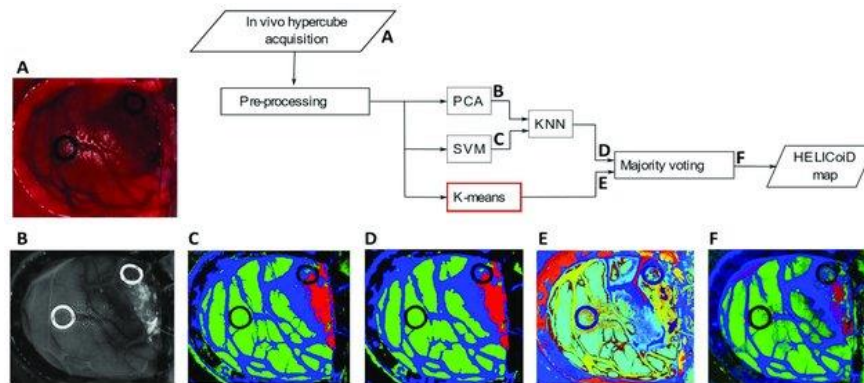 In vivo hypercube
acquisition
A
A
Pre-processing
PCA
B
KNN
SVM
C
D
Majority voting
F
HELICoiD
map
E
K-means
B
C
D
E
F